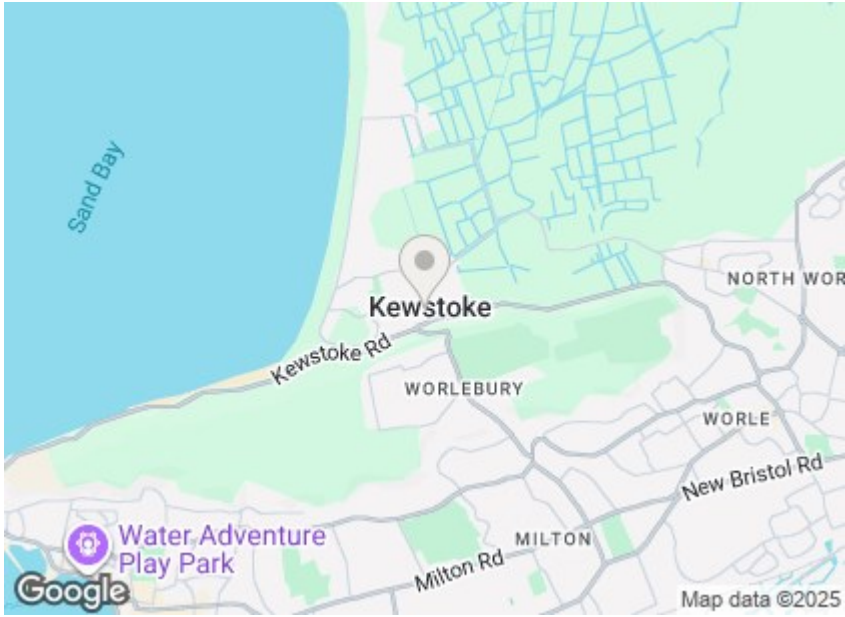 Sand Bay
NORTH WOR
Kewstoke
Kewstoke Rd
WORLEBURY
WORLE
New Bristol Rd
Water Adventure
Play Park
MILTON
Milton Rd
Google
Map data ©2025